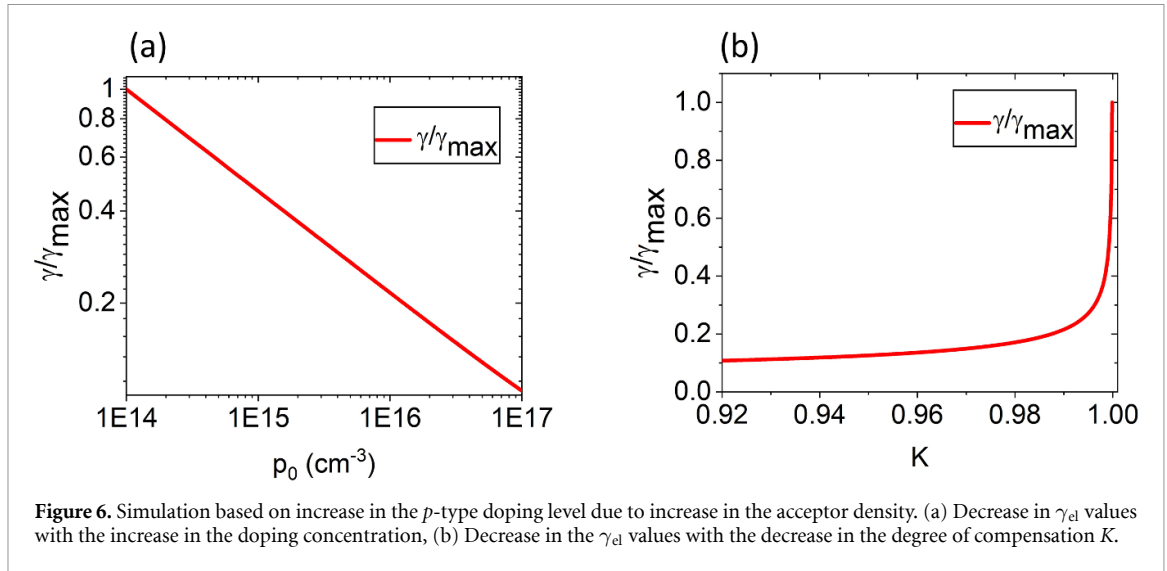 (a)
γ/γmax
1
0.8
0.6
0.4
0.2
γ/γmax
1E14
1E15
1E16
1E17
p0 (cm-3)
(b)
γ/γmax
1.0
0.8
0.6
0.4
0.2
0.0
γ/γmax
0.92
0.94
0.96
0.98
1.00
K
Figure 6. Simulation based on increase in the p-type doping level due to increase in the acceptor density. (a) Decrease in γel values
with the increase in the doping concentration, (b) Decrease in the γel values with the decrease in the degree of compensation K.